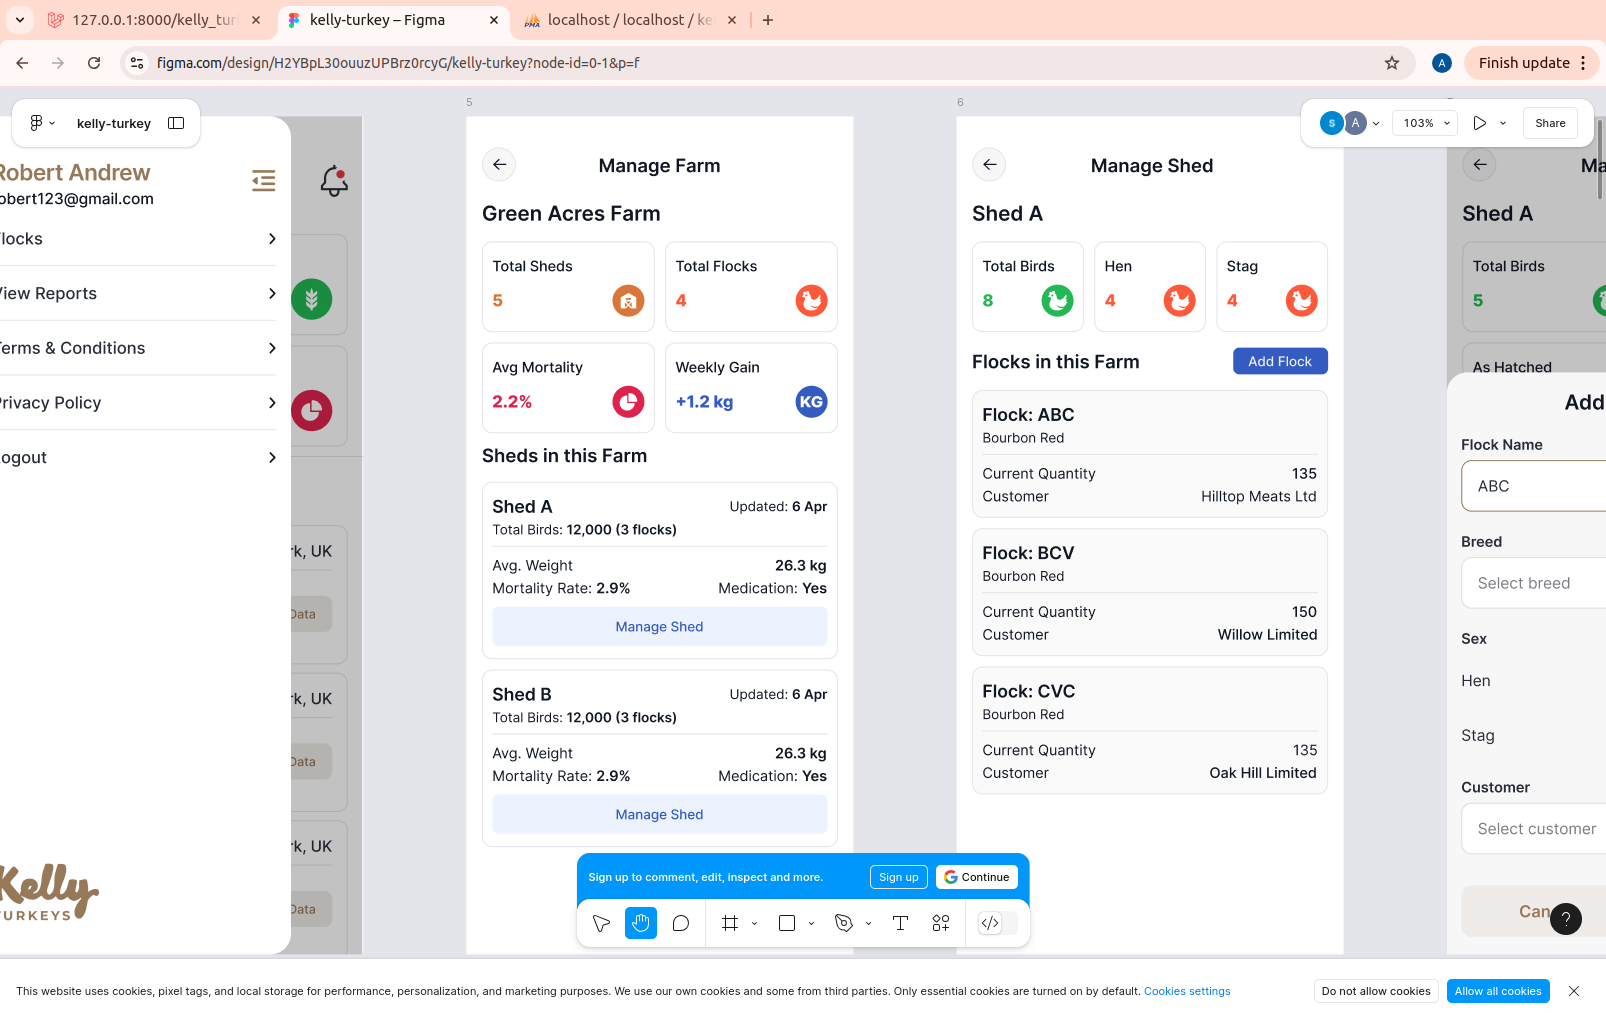 127.0.0.1:8000/kelly_tur
kelly-turkey – Figma
localhost / localhost / ke
figma.com/design/H2YBpL30ouuzUPBrz0rcyG/kelly-turkey?node-id=0-1&p=f
A
Finish update
kelly-turkey
S
A
103%
Share
Robert Andrew
obert123@gmail.com
locks
View Reports
Terms & Conditions
Privacy Policy
ogout
rk, UK
Data
rk, UK
Data
rk, UK
Data
Kelly
TURKEYS
5
Manage Farm
Green Acres Farm
Total Sheds
5
Total Flocks
4
Avg Mortality
2.2%
Weekly Gain
+1.2 kg
KG
Sheds in this Farm
Shed A
Updated: 6 Apr
Total Birds: 12,000 (3 flocks)
Avg. Weight
26.3 kg
Mortality Rate: 2.9%
Medication: Yes
Manage Shed
Shed B
Updated: 6 Apr
Total Birds: 12,000 (3 flocks)
Avg. Weight
26.3 kg
Mortality Rate: 2.9%
Medication: Yes
Manage Shed
6
Manage Shed
Shed A
Total Birds
8
Hen
4
Stag
4
Flocks in this Farm
Add Flock
Flock: ABC
Bourbon Red
Current Quantity
135
Customer
Hilltop Meats Ltd
Flock: BCV
Bourbon Red
Current Quantity
150
Customer
Willow Limited
Flock: CVC
Bourbon Red
Current Quantity
135
Customer
Oak Hill Limited
Ma
Shed A
Total Birds
5
As Hatched
Add
Flock Name
ABC
Breed
Select breed
Sex
Hen
Stag
Customer
Select customer
Can
?
Sign up to comment, edit, inspect and more.
Sign up
Continue
This website uses cookies, pixel tags, and local storage for performance, personalization, and marketing purposes. We use our own cookies and some from third parties. Only essential cookies are turned on by default. Cookies settings
Do not allow cookies
Allow all cookies